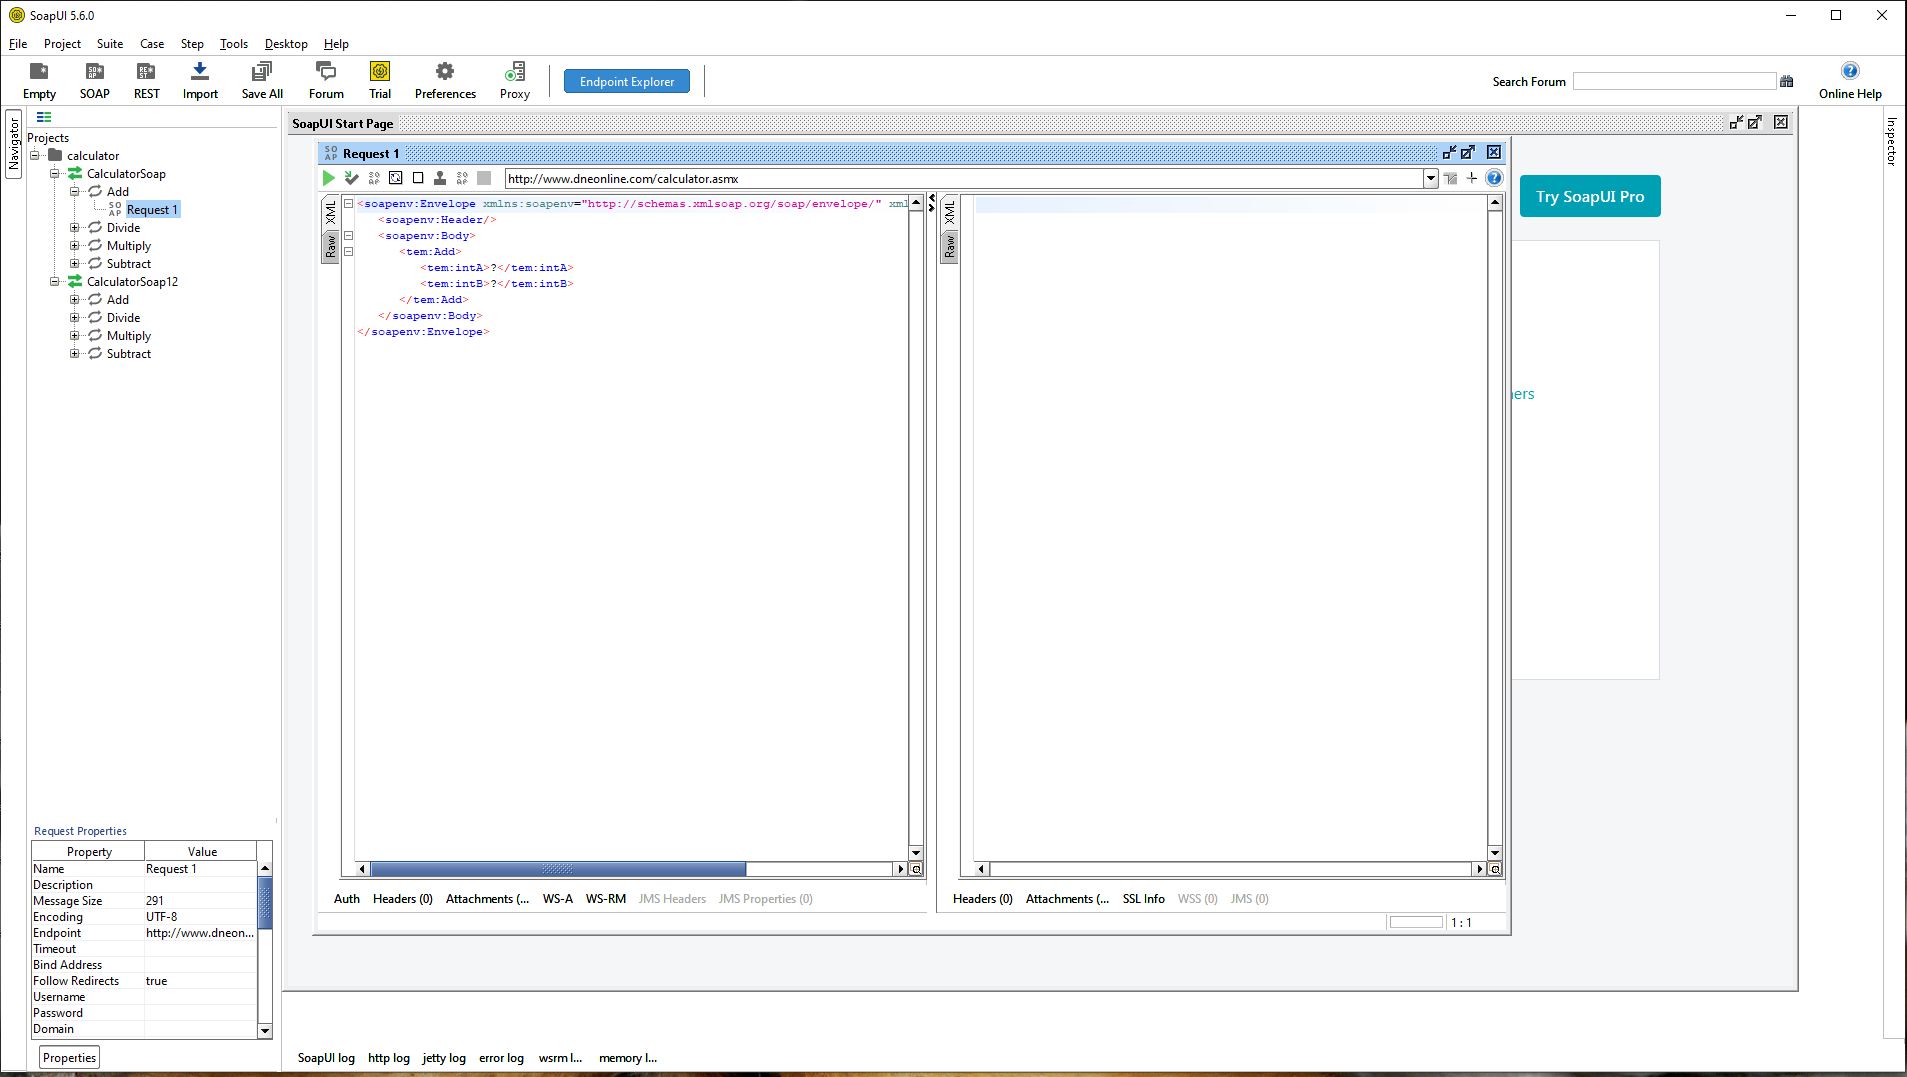 SoapUI 5.6.0
File Project Suite Case Step Tools Desktop Help
Empty SOAP REST Import Save All Forum Trial Preferences Proxy Endpoint Explorer Search Forum Online Help
Navigator
Projects
calculator
CalculatorSoap
Add
SO AP Request 1
Divide
Multiply
Subtract
CalculatorSoap12
Add
Divide
Multiply
Subtract
Request Properties
Property Value
Name Request 1
Description
Message Size 291
Encoding UTF-8
Endpoint http://www.dneon...
Timeout
Bind Address
Follow Redirects true
Username
Password
Domain
Properties
SoapUI Start Page
SO AP Request 1
http://www.dneonline.com/calculator.asmx
XML
Raw
<soapenv:Envelope xmlns:soapenv="http://schemas.xmlsoap.org/soap/envelope/" xml
<soapenv:Header/>
<soapenv:Body>
<tem:Add>
<tem:intA>?</tem:intA>
<tem:intB>?</tem:intB>
</tem:Add>
</soapenv:Body>
</soapenv:Envelope>
XML
Raw
Auth Headers (0) Attachments (... WS-A WS-RM JMS Headers JMS Properties (0)
Headers (0) Attachments (... SSL Info WSS (0) JMS (0)
1 : 1
Try SoapUI Pro
ners
Inspector
SoapUI log http log jetty log error log wsrm l... memory l...